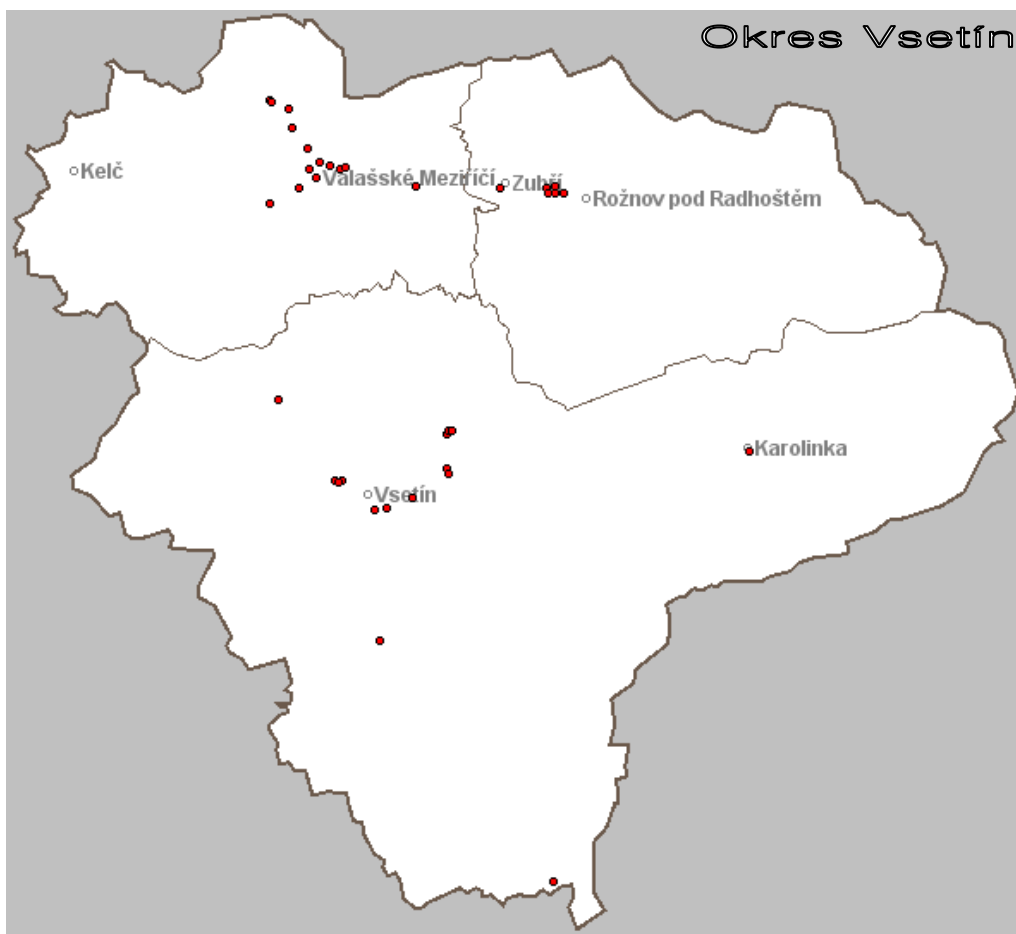 Okres Vsetín
Kelč
Valašské Meziříčí
Zubří
Rožnov pod Radhoštěm
Karolinka
Vsetín